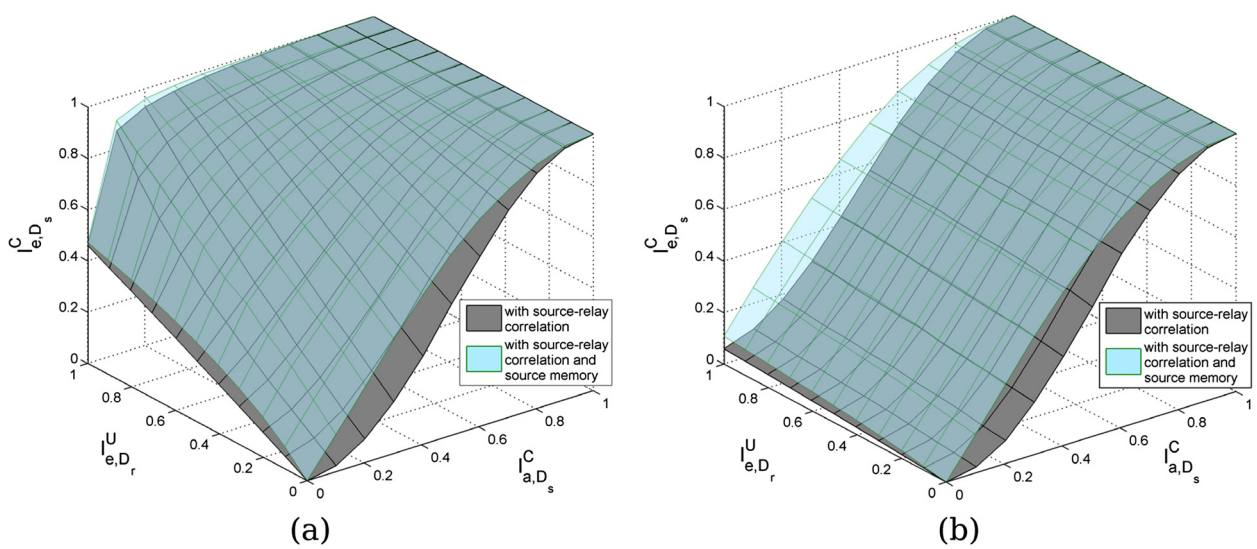 1
0.8
0.6
0.4
0.2
0
I^C_{e,D_s}
1
0.8
0.6
0.4
0.2
0
I^U_{e,D_r}
0
0.2
0.4
0.6
0.8
1
I^C_{a,D_s}
with source-relay
correlation
with source-relay
correlation and
source memory
(a)
1
0.8
0.6
0.4
0.2
0
I^C_{e,D_s}
1
0.8
0.6
0.4
0.2
0
I^U_{e,D_r}
0
0.2
0.4
0.6
0.8
1
I^C_{a,D_s}
with source-relay
correlation
with source-relay
correlation and
source memory
(b)